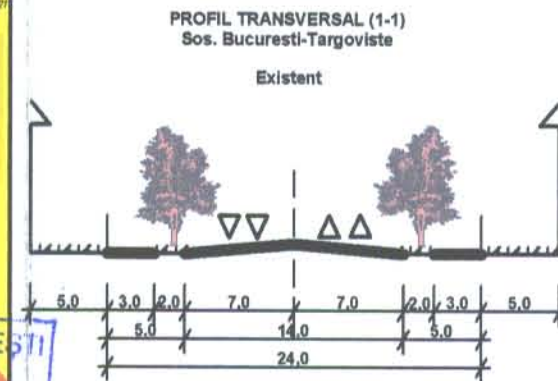 PROFIL TRANSVERSAL (1-1)
Sos. Bucuresti-Targoviste
Existent
5,0 3,0 2,0 7,0 7,0 2,0 3,0 5,0
5,0 14,0 5,0
24,0